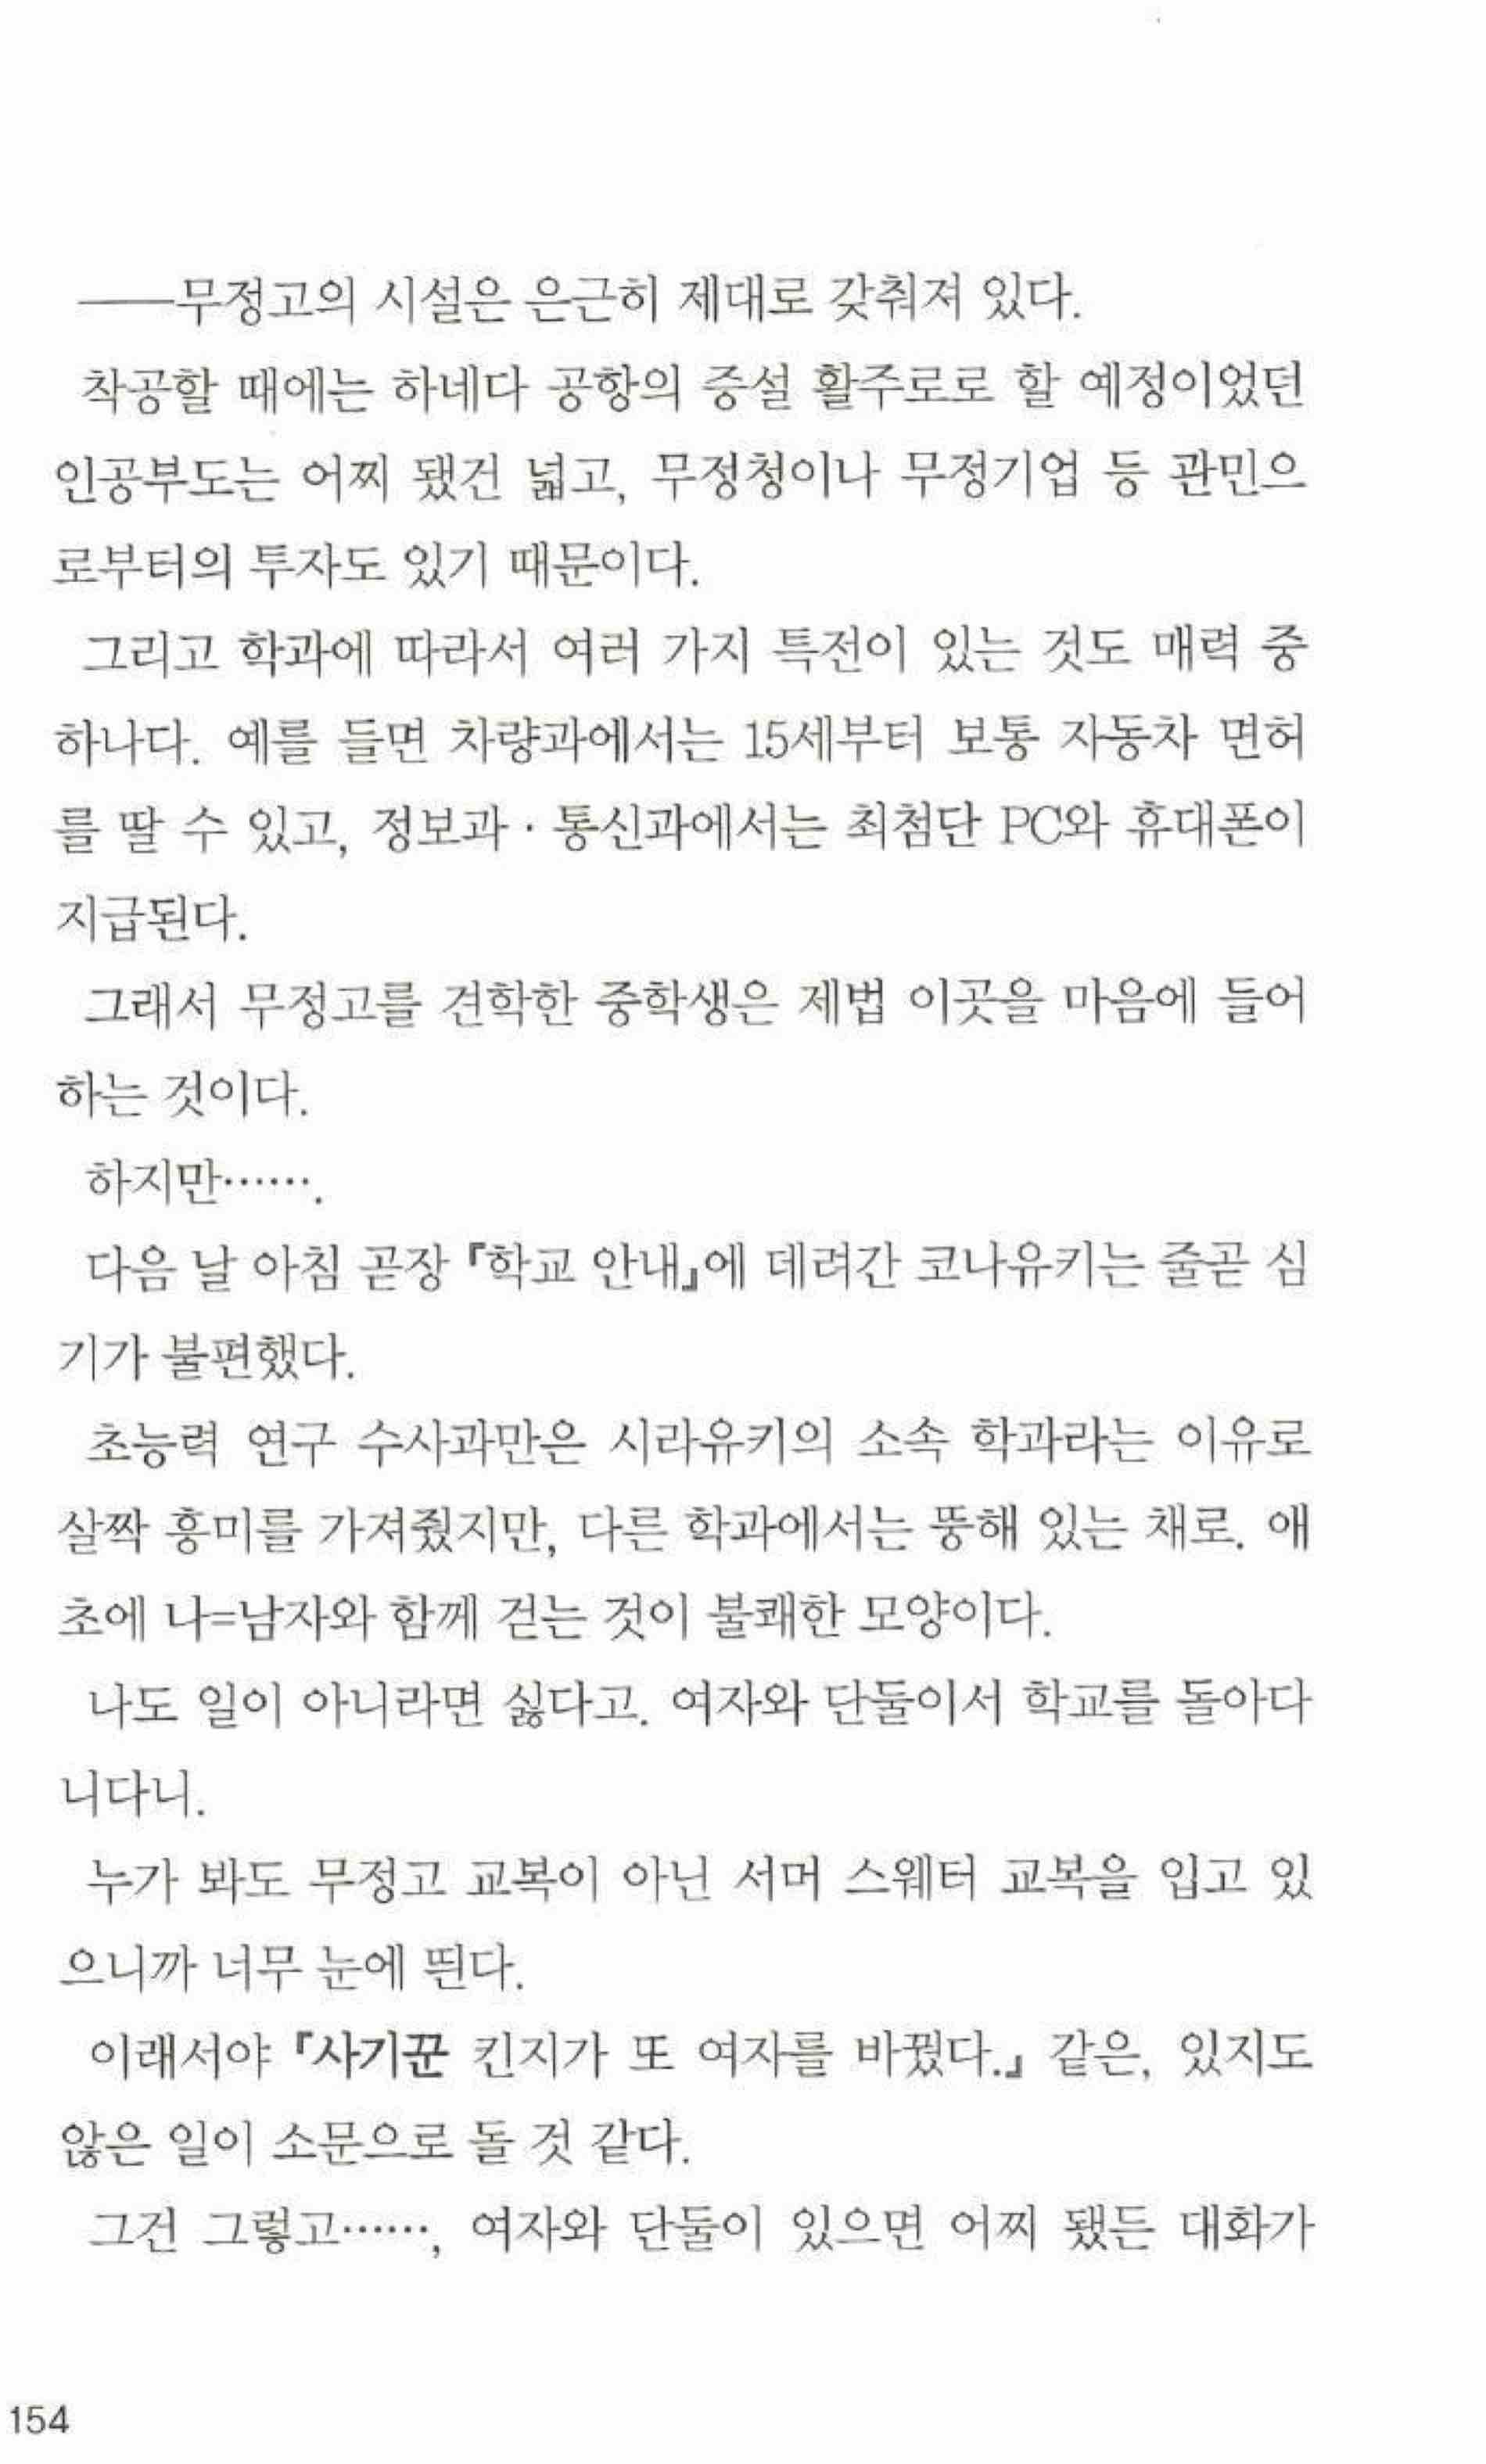 ──무정고의 시설은 은근히 제대로 갖춰져 있다.
착공할 때에는 하네다 공항의 증설 활주로로 할 예정이었던
인공부도는 어찌 됐건 넓고, 무정청이나 무정기업 등 관민으
로부터의 투자도 있기 때문이다.
그리고 학과에 따라서 여러 가지 특전이 있는 것도 매력 중
하나다. 예를 들면 차량과에서는 15세부터 보통 자동차 면허
를 딸 수 있고, 정보과 · 통신과에서는 최첨단 PC와 휴대폰이
지급된다.
그래서 무정고를 견학한 중학생은 제법 이곳을 마음에 들어
하는 것이다.
하지만…….
다음 날 아침 곧장 『학교 안내』에 데려간 코나유키는 줄곧 심
기가 불편했다.
초능력 연구 수사과만은 시라유키의 소속 학과라는 이유로
살짝 흥미를 가져줬지만, 다른 학과에서는 뚱해 있는 채로. 애
초에 나=남자와 함께 걷는 것이 불쾌한 모양이다.
나도 일이 아니라면 싫다고. 여자와 단둘이서 학교를 돌아다
니다니.
누가 봐도 무정고 교복이 아닌 서머 스웨터 교복을 입고 있
으니까 너무 눈에 띈다.
이래서야 『사기꾼 킨지가 또 여자를 바꿨다.』 같은, 있지도
않은 일이 소문으로 돌 것 같다.
그건 그렇고……, 여자와 단둘이 있으면 어찌 됐든 대화가
154